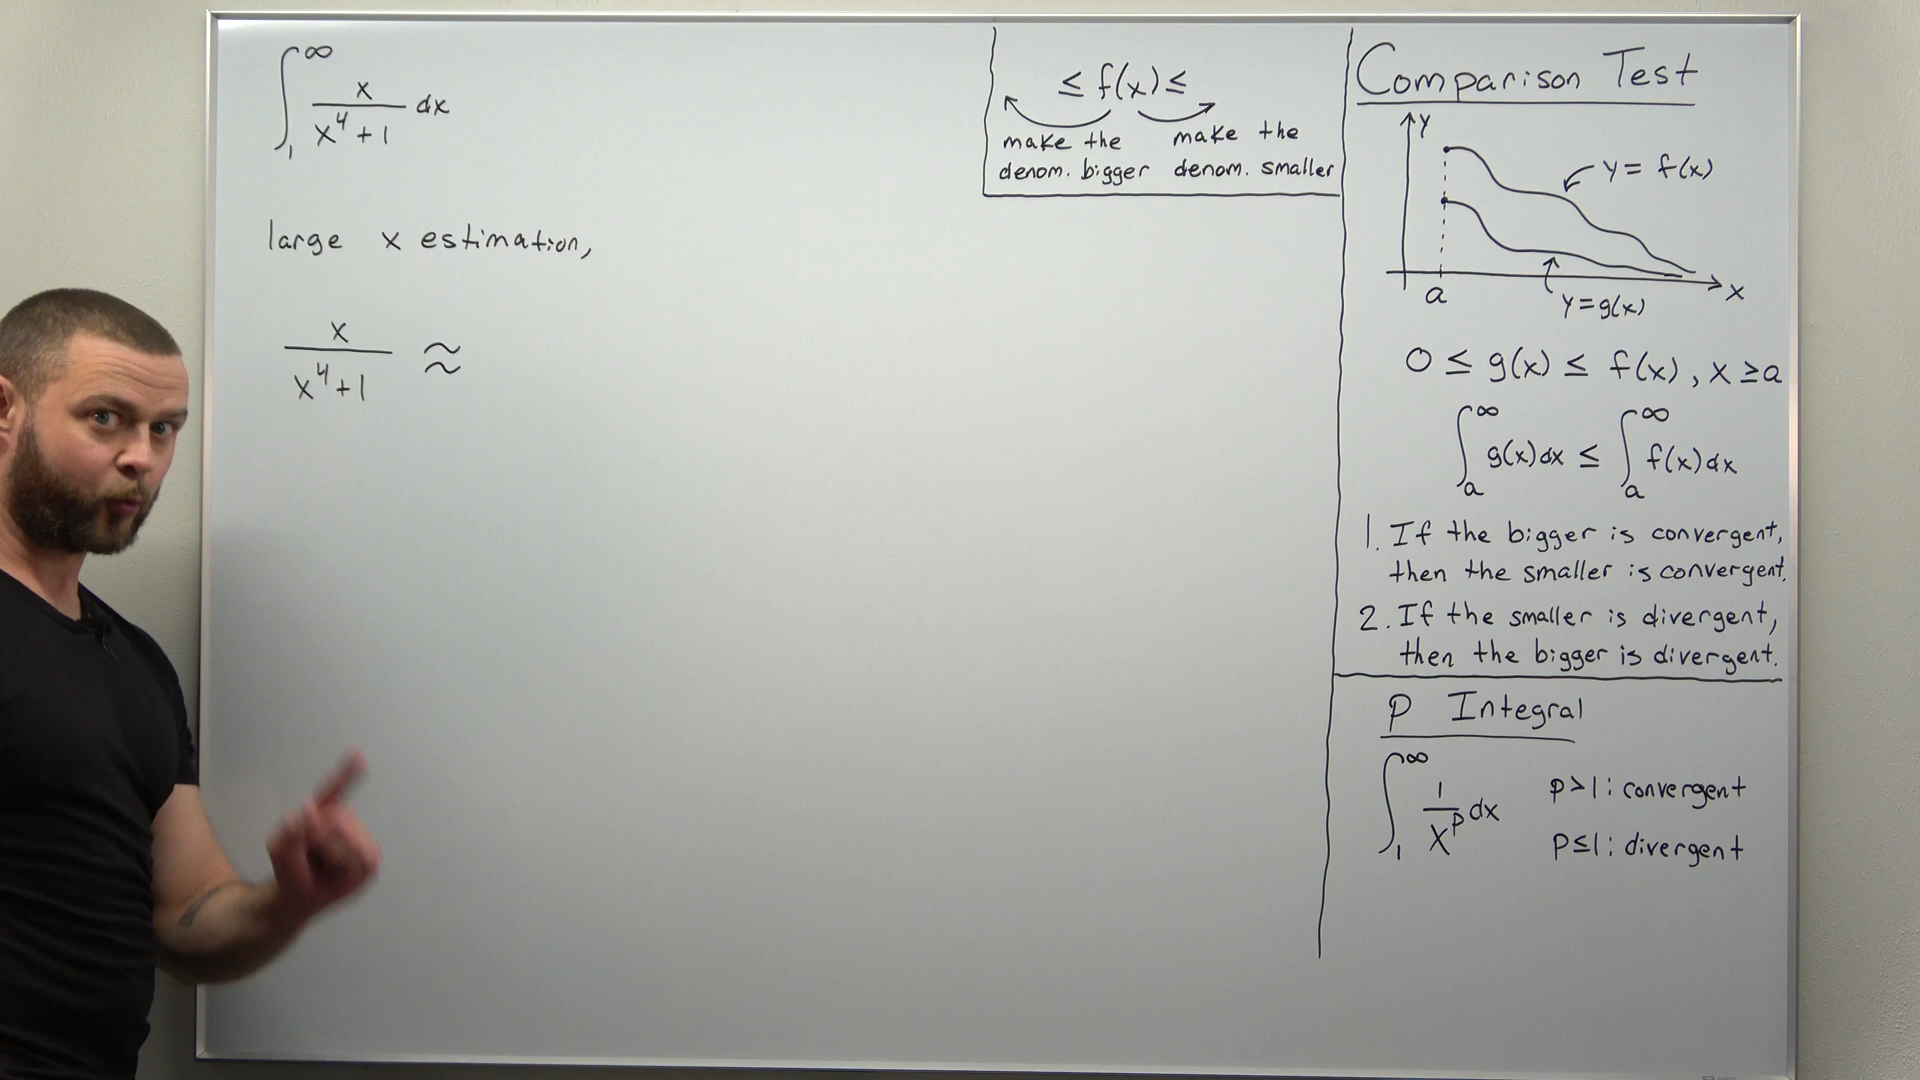 ∫₁^∞ x/(x⁴+1) dx
large x estimation,
x/(x⁴+1) ≈
≤ f(x) ≤
make the denom. bigger
make the denom. smaller
Comparison Test
y
y = f(x)
a
x
y=g(x)
0 ≤ g(x) ≤ f(x), x ≥ a
∫ₐ^∞ g(x)dx ≤ ∫ₐ^∞ f(x)dx
1. If the bigger is convergent,
then the smaller is convergent.
2. If the smaller is divergent,
then the bigger is divergent.
P Integral
∫₁^∞ 1/x^p dx
p>1: convergent
p≤1: divergent